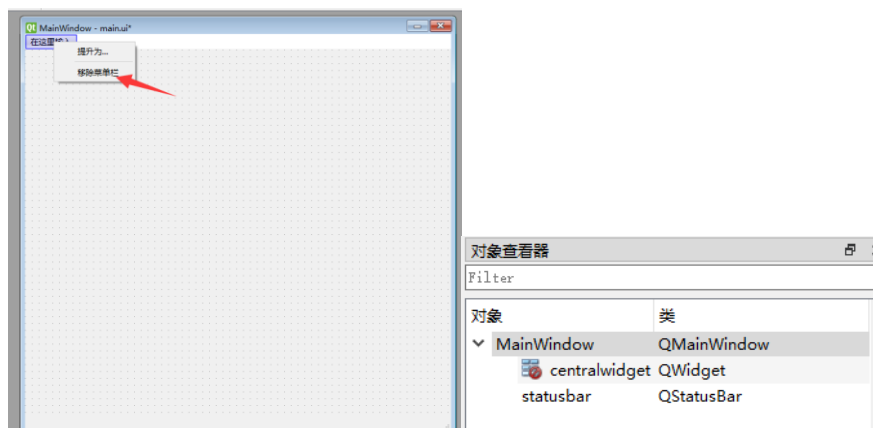 MainWindow - main.ui*
在这里输入
提升为...
移除菜单栏
对象查看器
Filter
对象 类
MainWindow QMainWindow
centralwidget QWidget
statusbar QStatusBar